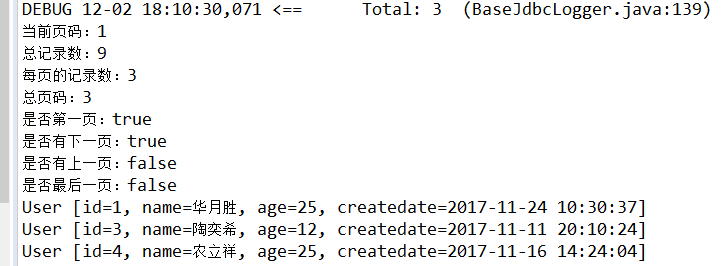 DEBUG 12-02 18:10:30,071 <==      Total: 3  (BaseJdbcLogger.java:139)
当前页码：1
总记录数：9
每页的记录数：3
总页码：3
是否第一页：true
是否有下一页：true
是否有上一页：false
是否最后一页：false
User [id=1, name=华月胜, age=25, createdate=2017-11-24 10:30:37]
User [id=3, name=陶奕希, age=12, createdate=2017-11-11 20:10:24]
User [id=4, name=农立祥, age=25, createdate=2017-11-16 14:24:04]